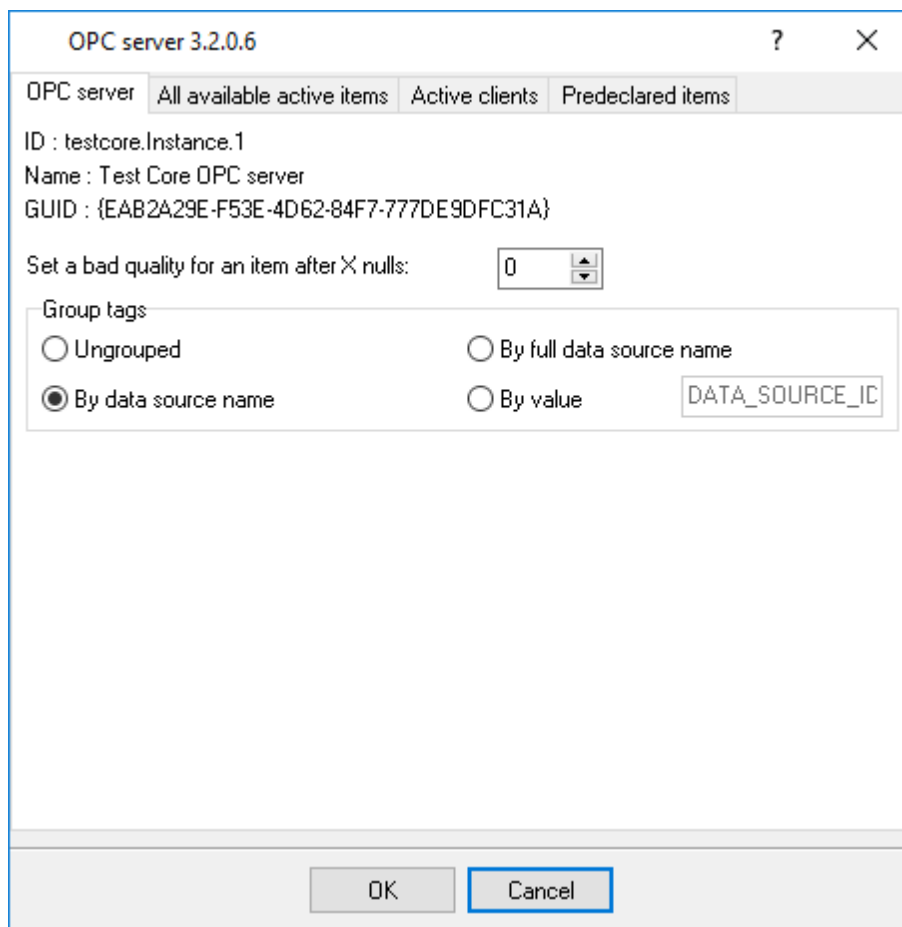 OPC server 3.2.0.6 ?
OPC server All available active items Active clients Predeclared items
ID : testcore.Instance.1
Name : Test Core OPC server
GUID : {EAB2A29E-F53E-4D62-84F7-777DE9DFC31A}
Set a bad quality for an item after X nulls: 0
Group tags
Ungrouped By full data source name
By data source name By value DATA_SOURCE_ID
OK Cancel